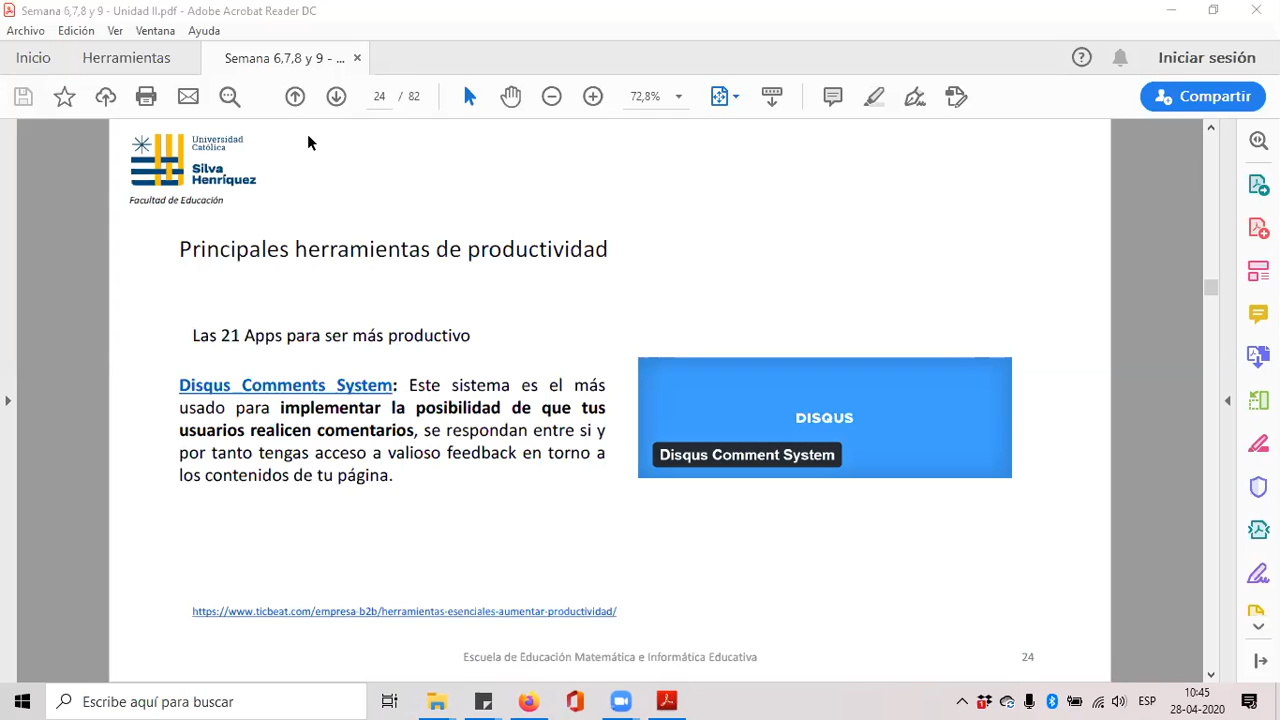 Semana 6,7,8 y 9 - Unidad II.pdf - Adobe Acrobat Reader DC
Archivo Edición Ver Ventana Ayuda
Inicio Herramientas Semana 6,7,8 y 9 - ... × Iniciar sesión
24 / 82 72,8% Compartir
Universidad
Católica
Silva
Henríquez
Facultad de Educación
Principales herramientas de productividad
Las 21 Apps para ser más productivo
Disqus Comments System: Este sistema es el más
usado para implementar la posibilidad de que tus
usuarios realicen comentarios, se respondan entre si y
por tanto tengas acceso a valioso feedback en torno a
los contenidos de tu página.
DISQUS
Disqus Comment System
https://www.ticbeat.com/empresa-b2b/herramientas-esenciales-aumentar-productividad/
Escuela de Educación Matemática e Informática Educativa 24
Escribe aquí para buscar
ESP
10:45
28-04-2020